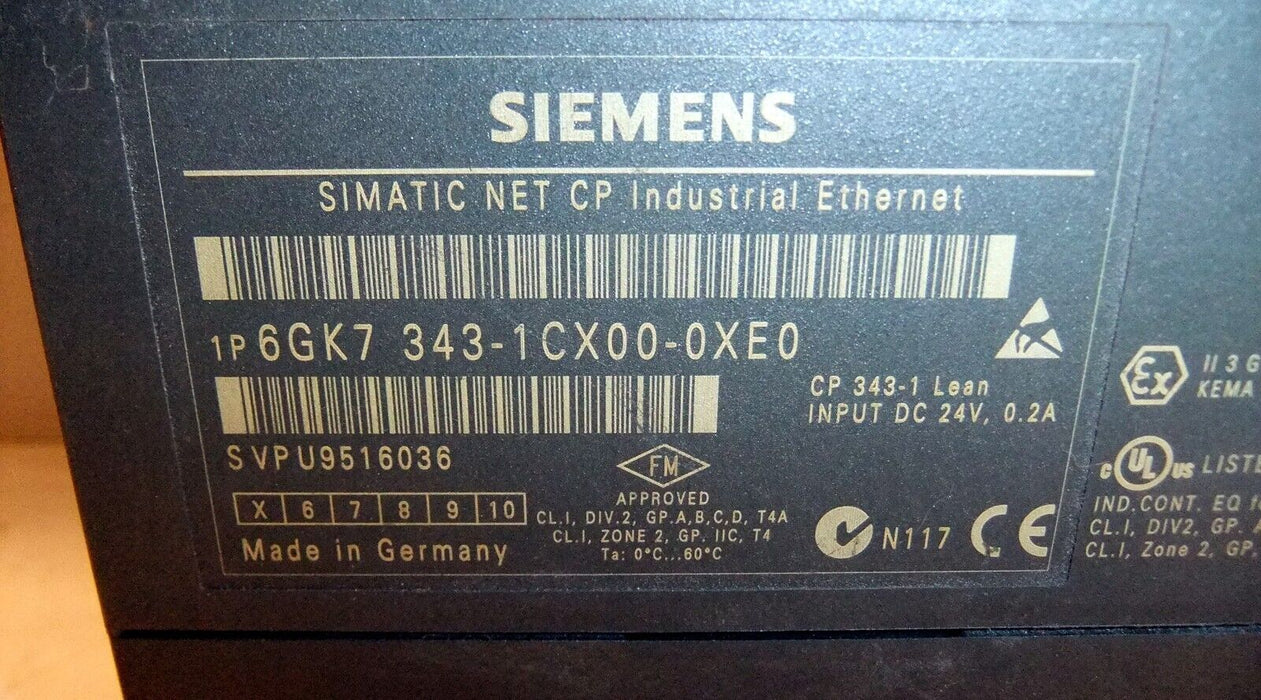 SIEMENS
SIMATIC NET CP Industrial Ethernet
1P 6GK7 343-1CX00-0XE0
CP 343-1 Lean
INPUT DC 24V, 0.2A
SVPU9516036
FM
APPROVED
CL.I, DIV.2, GP.A,B,C,D, T4A
CL.I, ZONE 2, GP. IIC, T4
Ta: 0°C...60°C
X 6 7 8 9 10
Made in Germany
N117 CE
Ex II 3 G
KEMA
c UL us LISTE
IND.CONT. EQ
CL.I, DIV2, GP.
CL.I, Zone 2, GP.